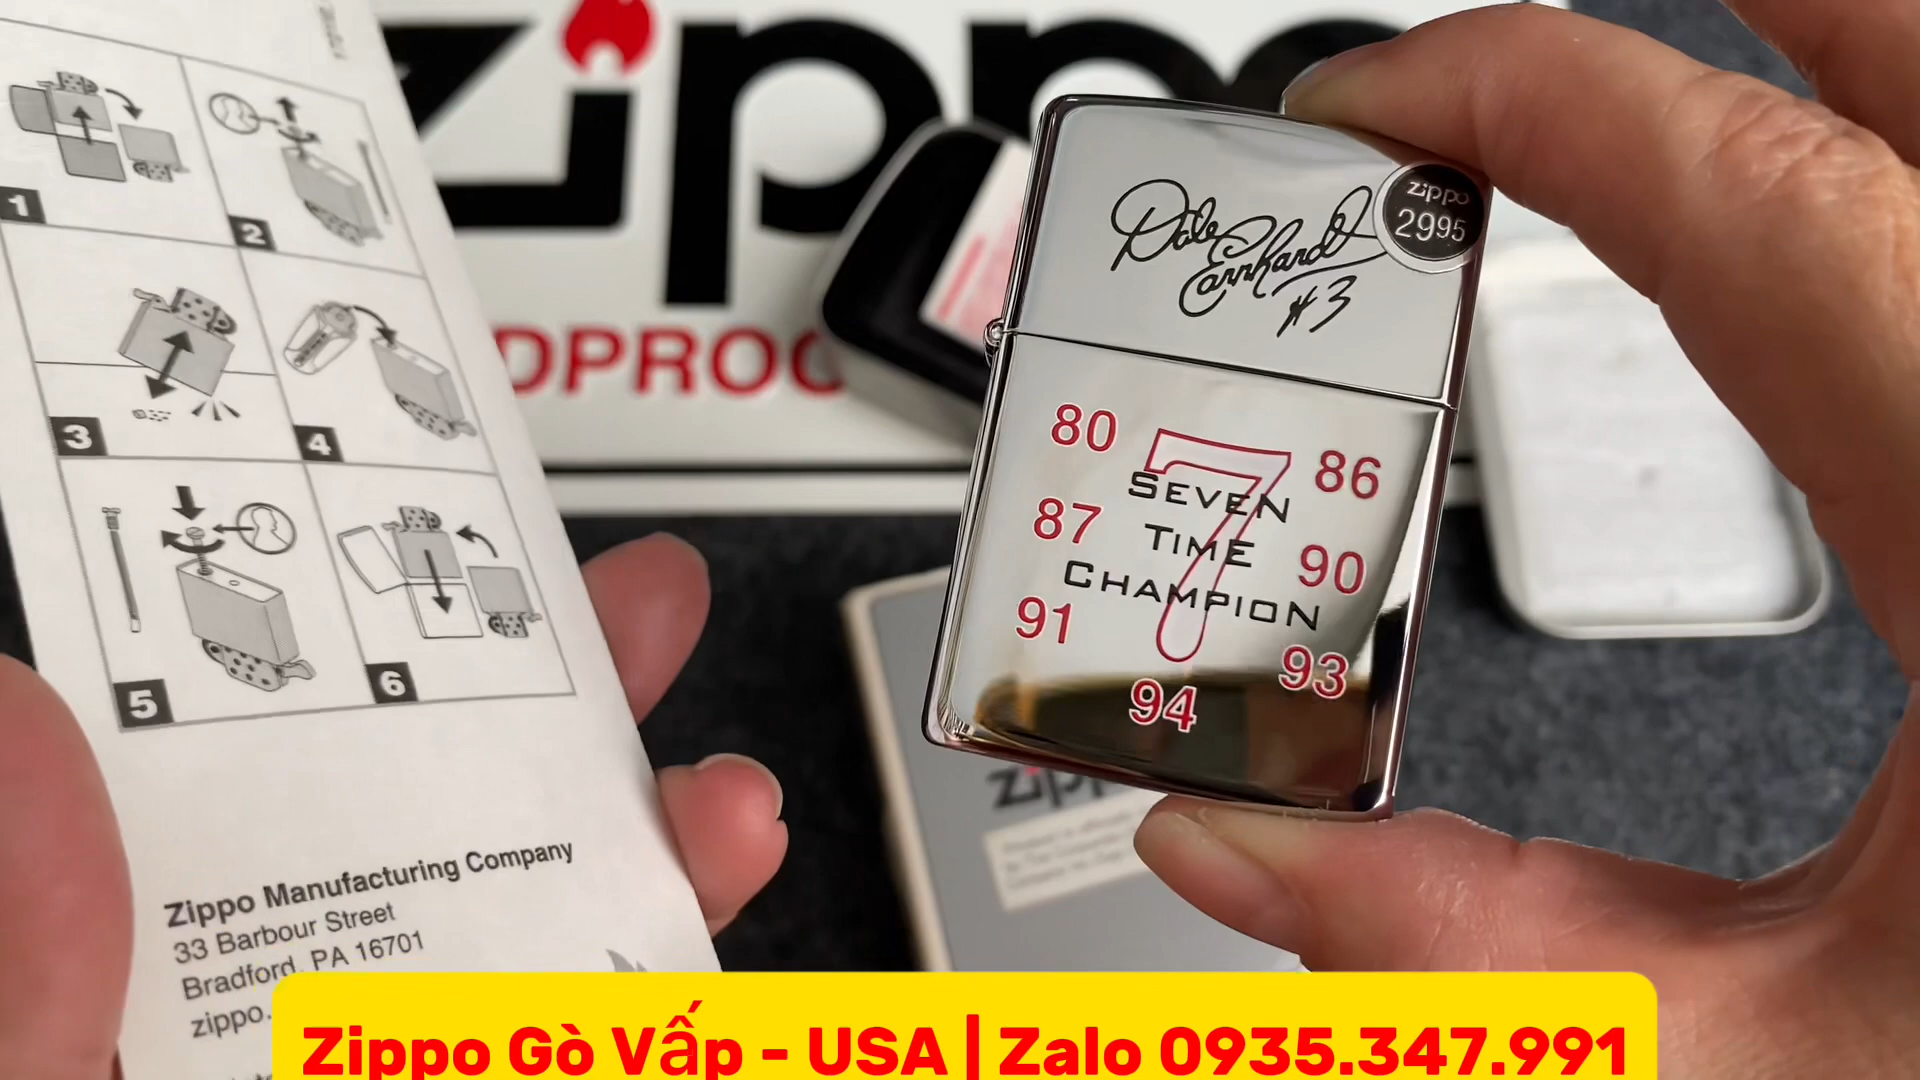 zippo
DPROO
1
2
3
4
5
6
Zippo Manufacturing Company
33 Barbour Street
Bradford, PA 16701
zippo.
Dale
Earnhardt
#3
zippo
2995
80
86
7
SEVEN
87
TIME
90
CHAMPION
91
93
94
zipp
Zippo Gò Vấp - USA | Zalo 0935.347.991